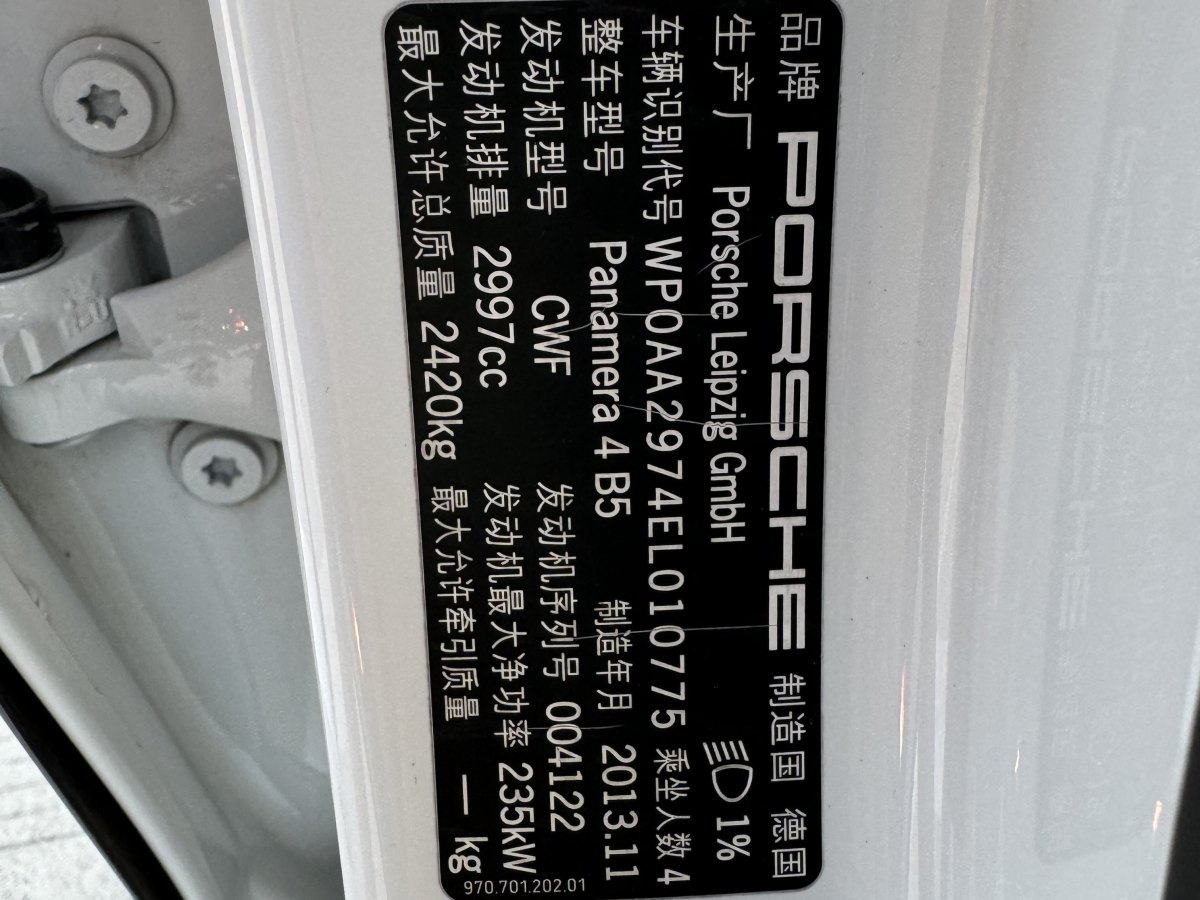 品牌 PORSCHE 制造国 德国
生产厂 Porsche Leipzig GmbH 1%
车辆识别代号 WP0AA2974EL010775 乘坐人数 4
整车型号 Panamera 4 B5 制造年月 2013.11
发动机型号 CWF 发动机序列号 004122
发动机排量 2997cc 发动机最大净功率 235kW
最大允许总质量 2420kg 最大允许牵引质量 — kg
970.701.202.01